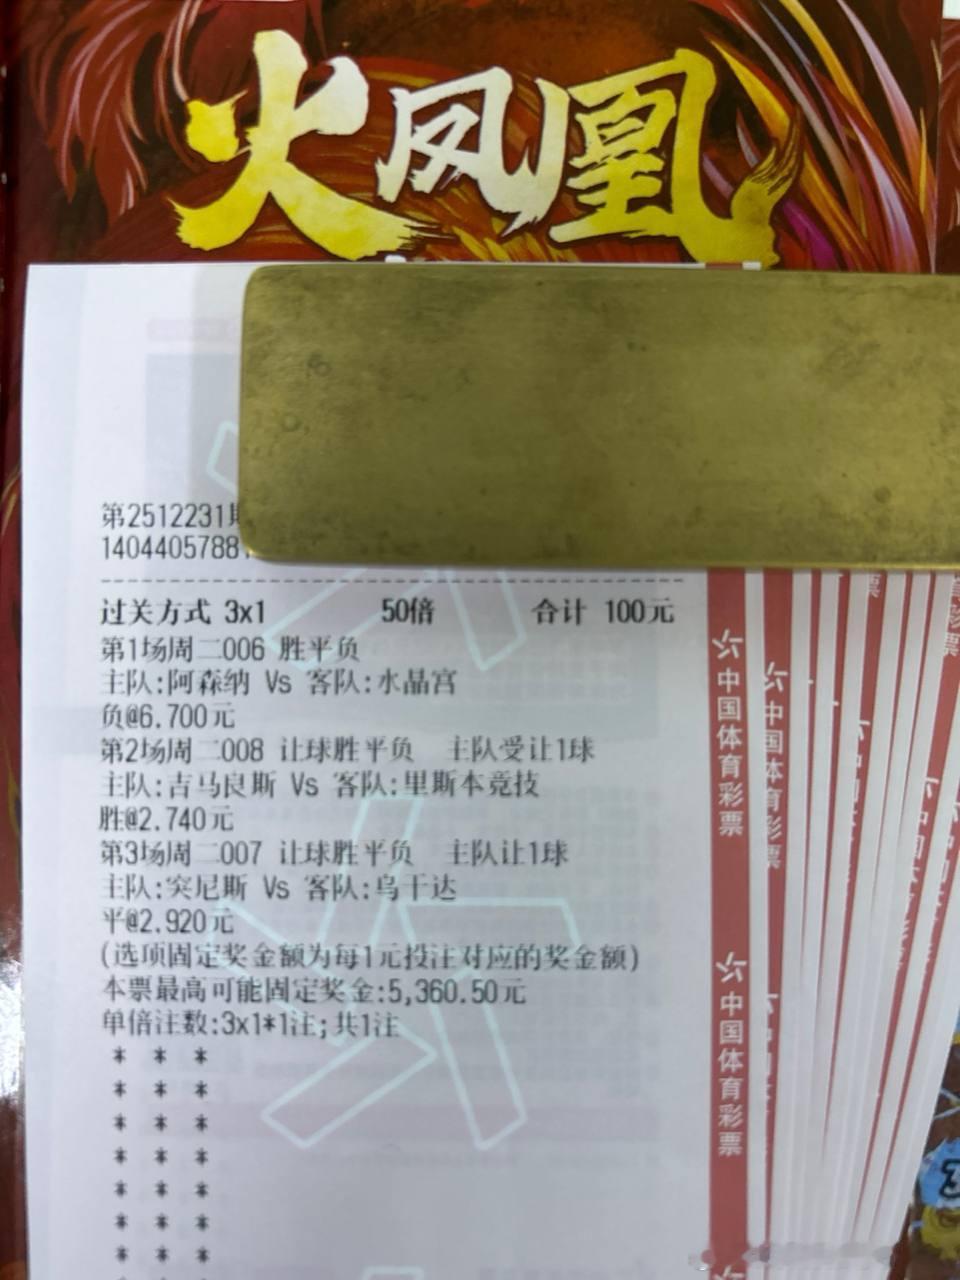 火凤凰
第2512231期
1404405788
过关方式 3x1 50倍 合计 100元
第1场周二006 胜平负
主队:阿森纳 Vs 客队:水晶宫
负@6.700元
第2场周二008 让球胜平负 主队受让1球
主队:吉马良斯 Vs 客队:里斯本竞技
胜@2.740元
第3场周二007 让球胜平负 主队让1球
主队:突尼斯 Vs 客队:乌干达
平@2.920元
(选项固定奖金额为每1元投注对应的奖金额)
本票最高可能固定奖金:5,360.50元
单倍注数:3x1*1注;共1注
* * *
* * *
* * *
* * *
* * *
* * *
* * *
中国体育彩票
中国体育彩票
中国体育彩票